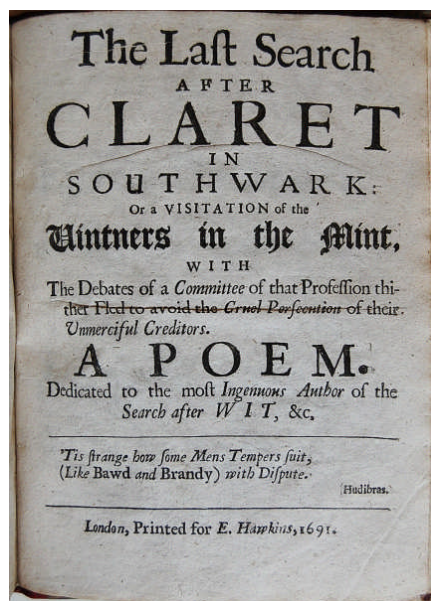 The Laſt Search
AFTER
CLARET
IN
SOUTHWARK:
Or a VISITATION of the
Vintners in the Mint,
WITH
The Debates of a Committee of that Profeſſion thi-
ther Fled to avoid the Cruel Perſecution of their
Unmerciful Creditors.
A POEM.
Dedicated to the moſt Ingenuous Author of the
Search after WIT, &c.
'Tis ſtrange how ſome Mens Tempers ſuit,
(Like Bawd and Brandy) with Diſpute.
Hudibras.
London, Printed for E. Hawkins, 1691.